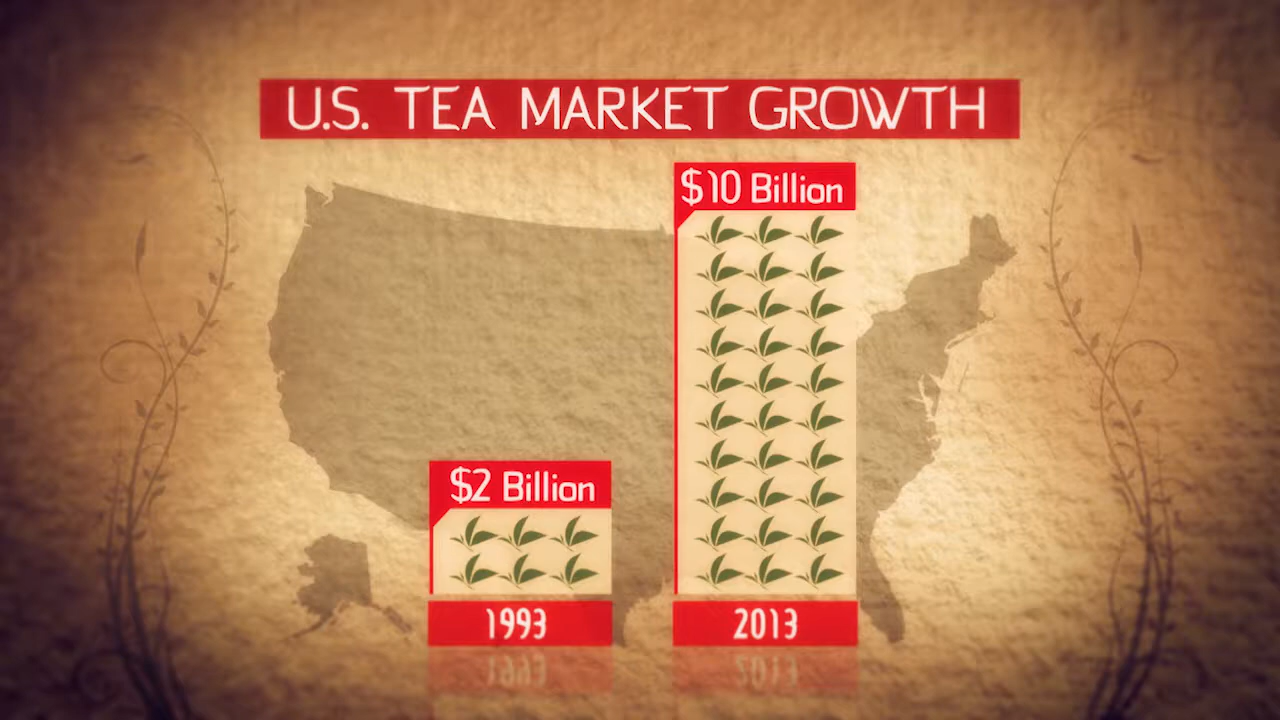 U.S. TEA MARKET GROWTH
$10 Billion
$2 Billion
1993
2013